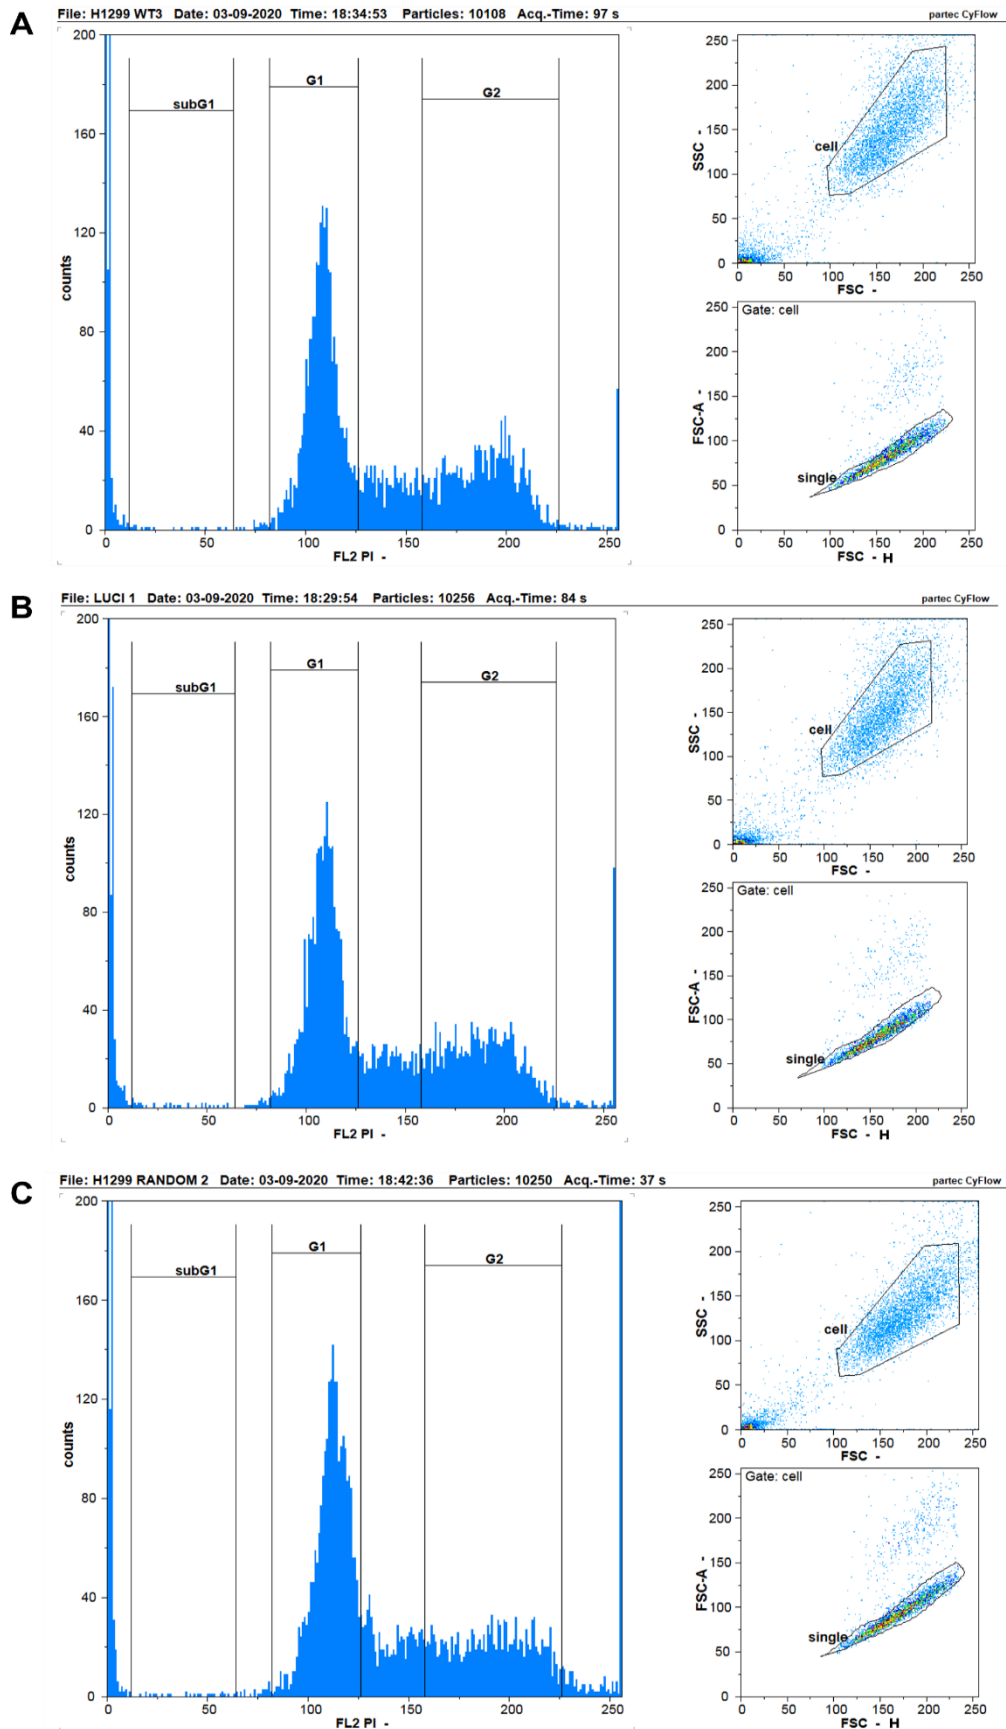 A
File: H1299 WT3 Date: 03-09-2020 Time: 18:34:53 Particles: 10108 Acq.-Time: 97 s partec CyFlow
200
160
120
80
40
0
counts
subG1
G1
G2
50
100
150
200
250
FL2 PI -
250
200
150
100
50
0
SSC -
cell
0
50
100
150
200
250
FSC -
Gate: cell
250
200
150
100
50
0
FSC-A -
single
0
50
100
150
200
250
FSC - H
B
File: LUCI 1 Date: 03-09-2020 Time: 18:29:54 Particles: 10256 Acq.-Time: 84 s partec CyFlow
200
160
120
80
40
0
counts
subG1
G1
G2
50
100
150
200
250
FL2 PI -
250
200
150
100
50
0
SSC -
cell
0
50
100
150
200
250
FSC -
Gate: cell
250
200
150
100
50
0
FSC-A -
single
0
50
100
150
200
250
FSC - H
C
File: H1299 RANDOM 2 Date: 03-09-2020 Time: 18:42:36 Particles: 10250 Acq.-Time: 37 s partec CyFlow
200
160
120
80
40
0
counts
subG1
G1
G2
50
100
150
200
250
FL2 PI -
250
200
150
100
50
0
SSC -
cell
0
50
100
150
200
250
FSC -
Gate: cell
250
200
150
100
50
0
FSC-A -
single
0
50
100
150
200
250
FSC - H